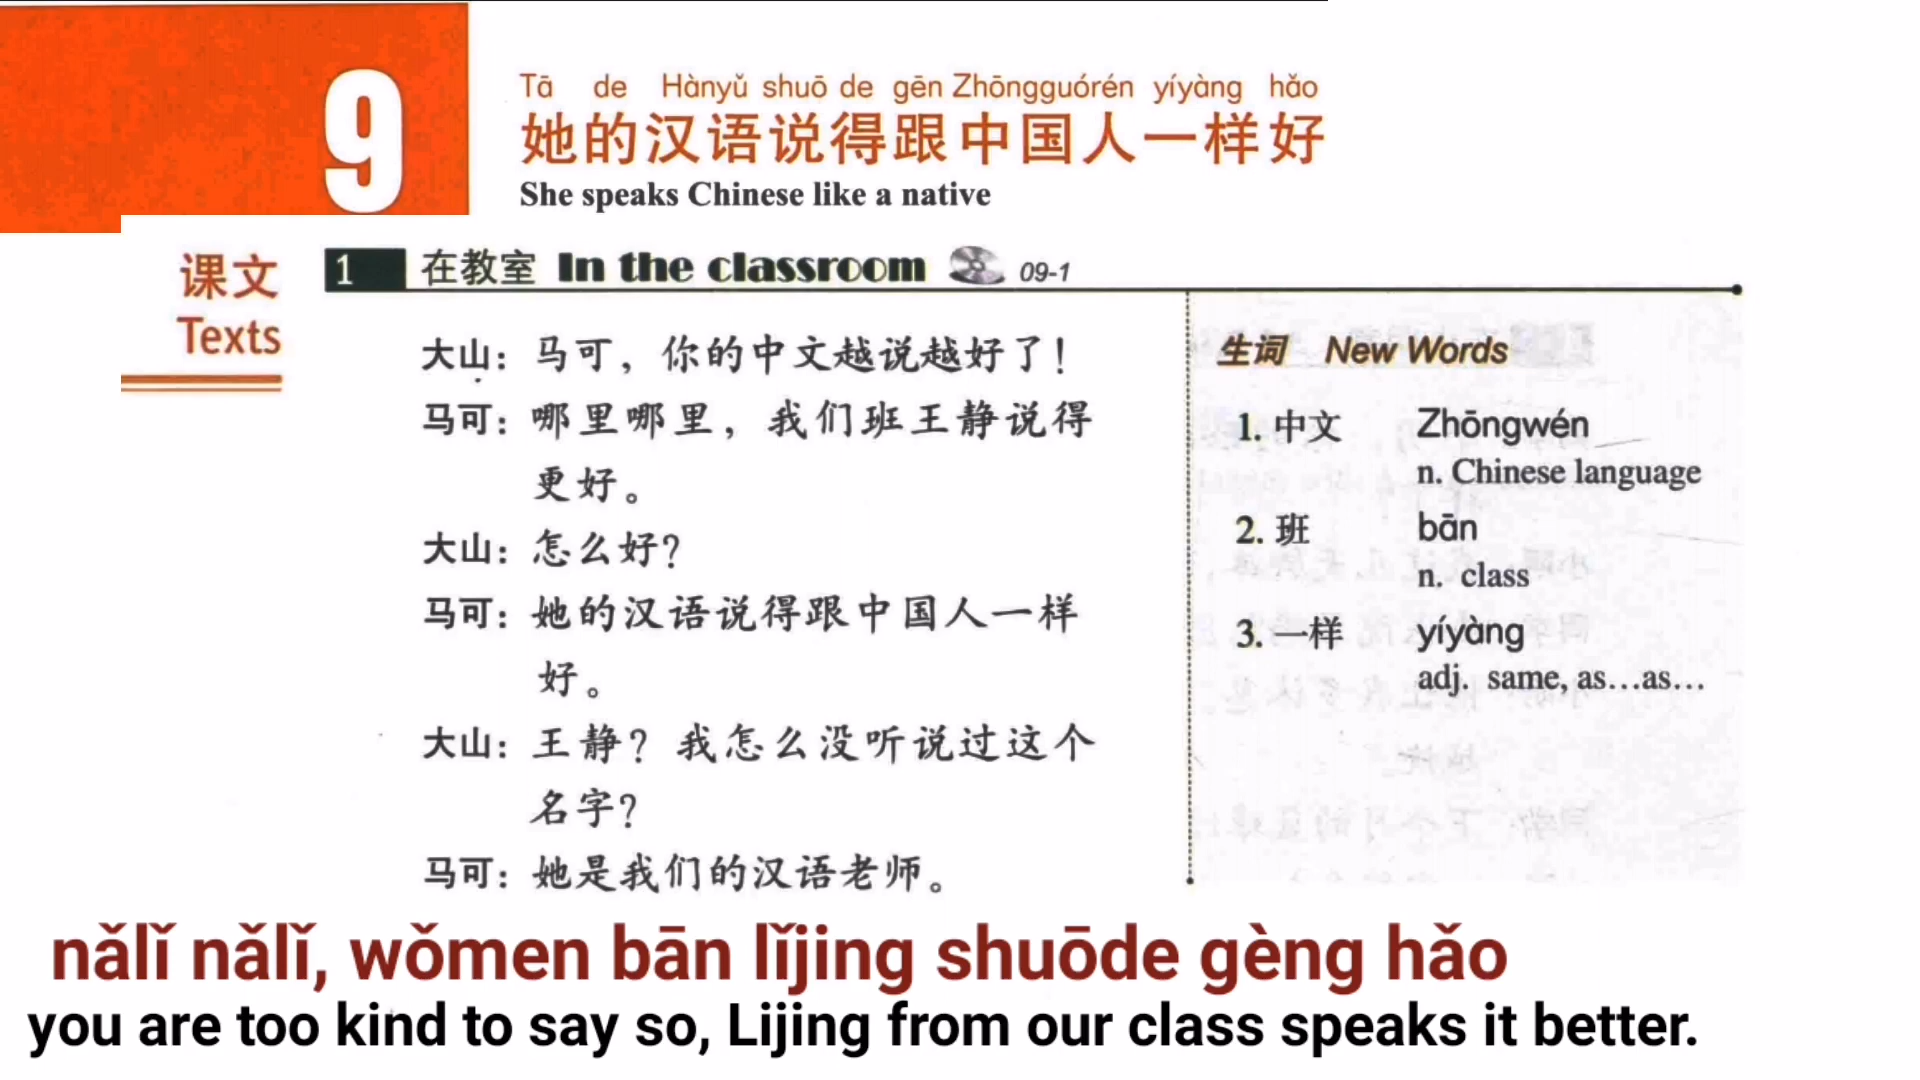 9
Tā de Hànyǔ shuō de gēn Zhōngguórén yíyàng hǎo
她的汉语说得跟中国人一样好
She speaks Chinese like a native
课文
Texts
1 在教室 In the classroom 09-1
大山：马可，你的中文越说越好了！
马可：哪里哪里，我们班王静说得
更好。
大山：怎么好？
马可：她的汉语说得跟中国人一样
好。
大山：王静？我怎么没听说过这个
名字？
马可：她是我们的汉语老师。
生词 New Words
1. 中文 Zhōngwén
n. Chinese language
2. 班 bān
n. class
3. 一样 yíyàng
adj. same, as…as…
nǎlǐ nǎlǐ, wǒmen bān lǐjing shuōde gèng hǎo
you are too kind to say so, Lijing from our class speaks it better.